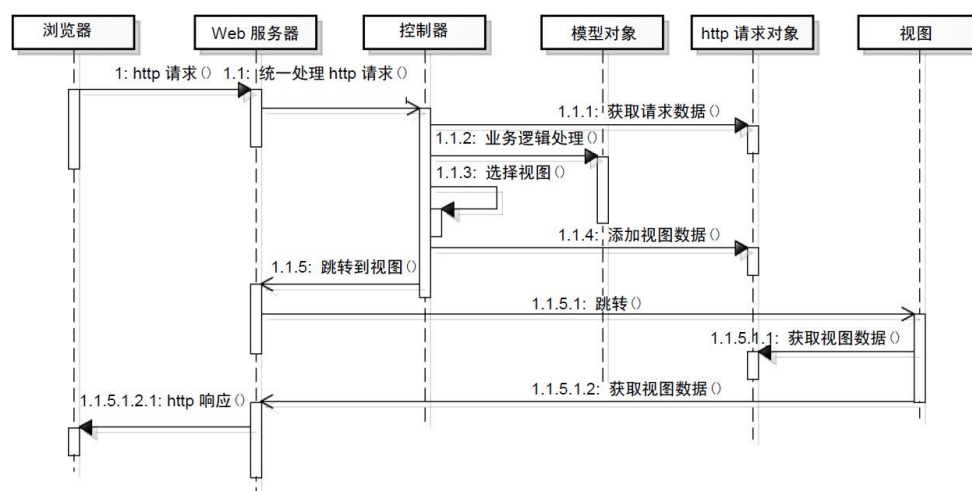 浏览器
Web 服务器
控制器
模型对象
http 请求对象
视图
1: http 请求()
1.1: 统一处理 http 请求()
1.1.1: 获取请求数据()
1.1.2: 业务逻辑处理()
1.1.3: 选择视图()
1.1.4: 添加视图数据()
1.1.5: 跳转到视图()
1.1.5.1: 跳转()
1.1.5.1.1: 获取视图数据()
1.1.5.1.2: 获取视图数据()
1.1.5.1.2.1: http 响应()